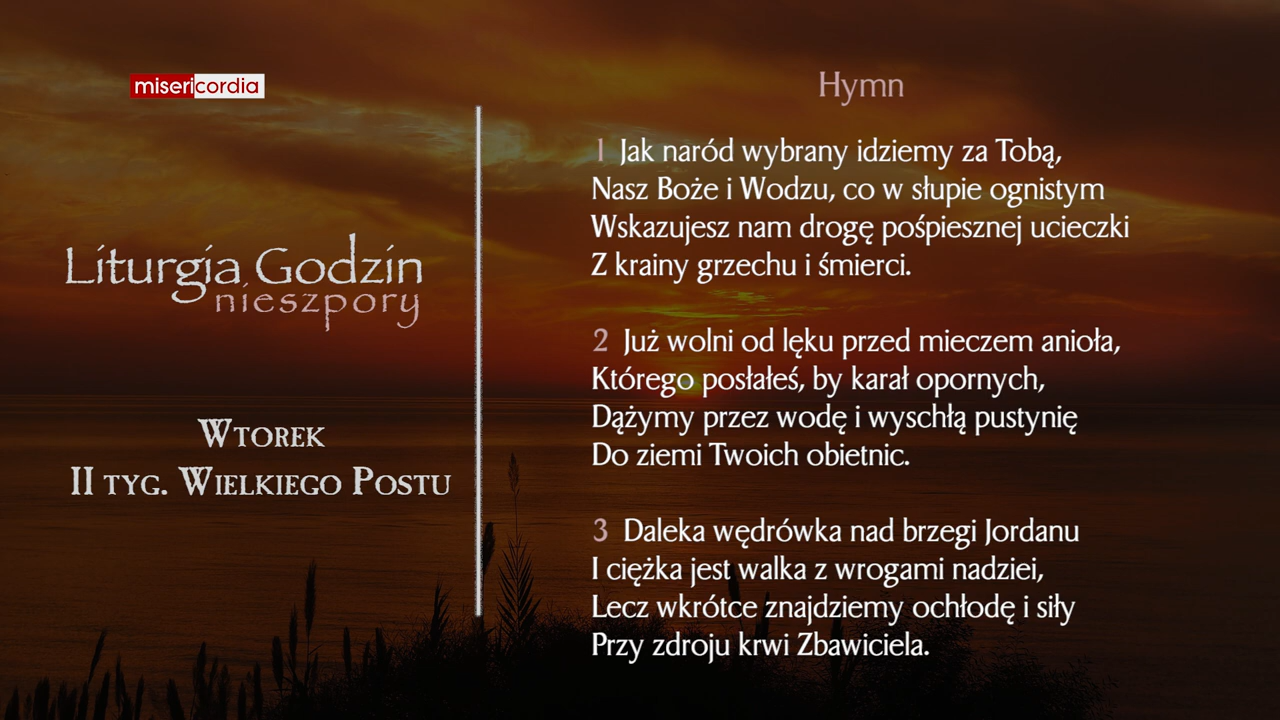 misericordia
Liturgia Godzin
nieszpory
Wtorek
II tyg. Wielkiego Postu
Hymn
1 Jak naród wybrany idziemy za Tobą,
Nasz Boże i Wodzu, co w słupie ognistym
Wskazujesz nam drogę pośpiesznej ucieczki
Z krainy grzechu i śmierci.
2 Już wolni od lęku przed mieczem anioła,
Którego posłałeś, by karał opornych,
Dążymy przez wodę i wyschłą pustynię
Do ziemi Twoich obietnic.
3 Daleka wędrówka nad brzegi Jordanu
I ciężka jest walka z wrogami nadziei,
Lecz wkrótce znajdziemy ochłodę i siły
Przy zdroju krwi Zbawiciela.